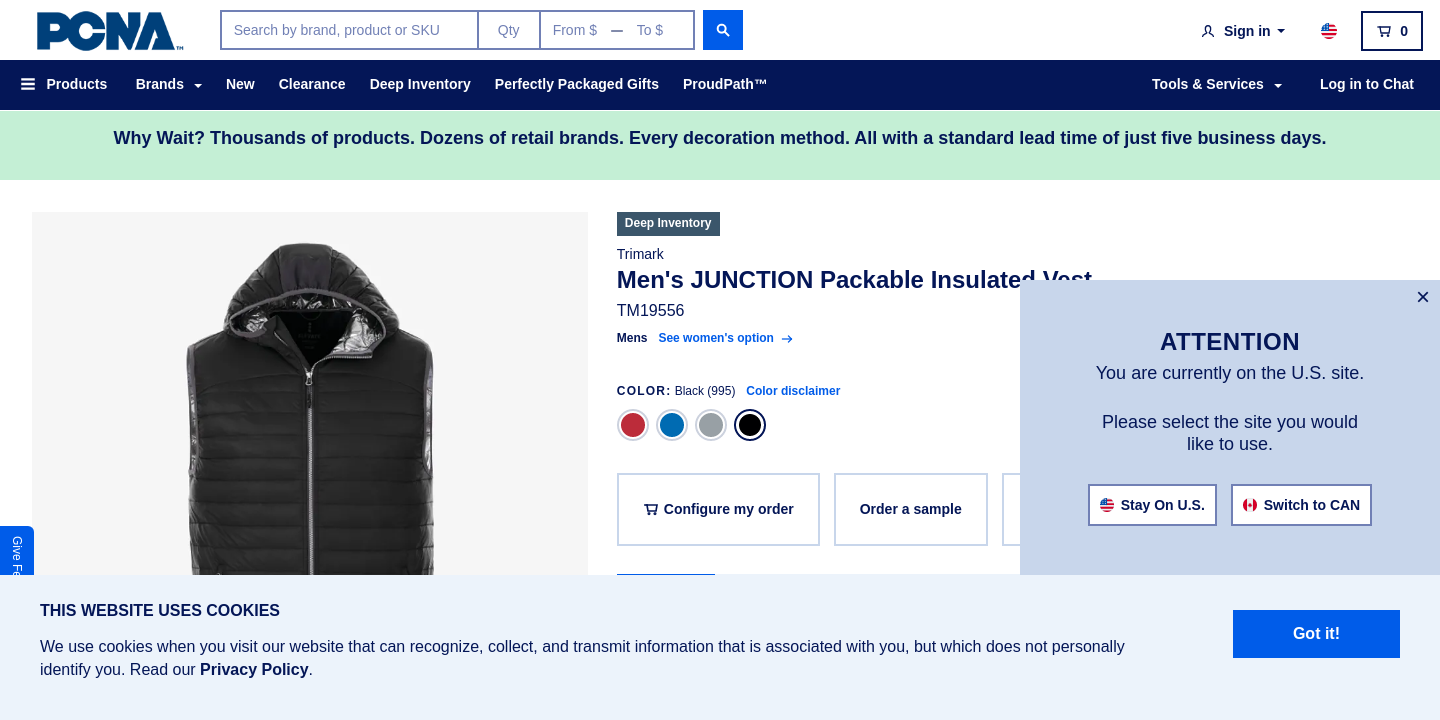 PCNA™
Search by brand, product or SKU
Qty
From $ — To $
Sign in
0
Products
Brands
New
Clearance
Deep Inventory
Perfectly Packaged Gifts
ProudPath™
Tools & Services
Log in to Chat
Why Wait? Thousands of products. Dozens of retail brands. Every decoration method. All with a standard lead time of just five business days.
Deep Inventory
Trimark
Men's JUNCTION Packable Insulated Vest
TM19556
Mens See women's option →
COLOR: Black (995) Color disclaimer
Configure my order
Order a sample
×
ATTENTION
You are currently on the U.S. site.
Please select the site you would
like to use.
Stay On U.S.
Switch to CAN
Give Fe
THIS WEBSITE USES COOKIES
We use cookies when you visit our website that can recognize, collect, and transmit information that is associated with you, but which does not personally
identify you. Read our Privacy Policy.
Got it!